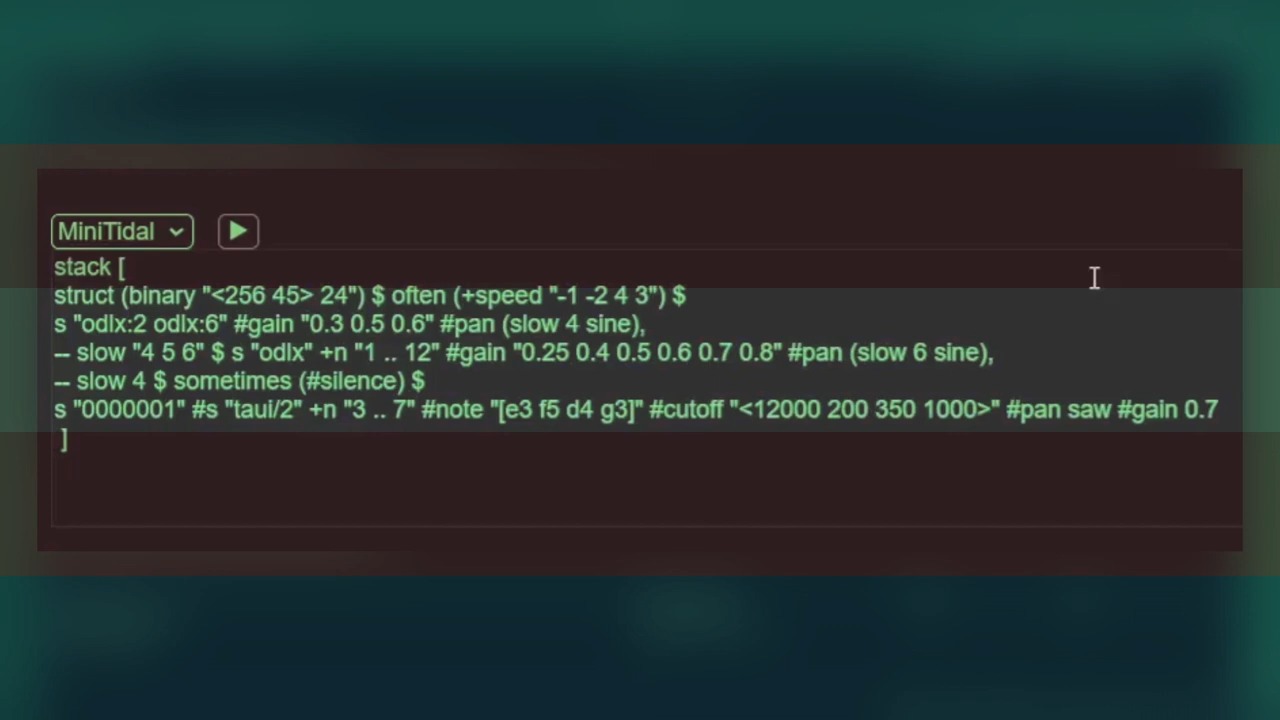 MiniTidal
stack [
struct (binary "<256 45> 24") $ often (+speed "-1 -2 4 3") $
s "odlx:2 odlx:6" #gain "0.3 0.5 0.6" #pan (slow 4 sine),
-- slow "4 5 6" $ s "odlx" +n "1 .. 12" #gain "0.25 0.4 0.5 0.6 0.7 0.8" #pan (slow 6 sine),
-- slow 4 $ sometimes (#silence) $
s "0000001" #s "taui/2" +n "3 .. 7" #note "[e3 f5 d4 g3]" #cutoff "<12000 200 350 1000>" #pan saw #gain 0.7
]